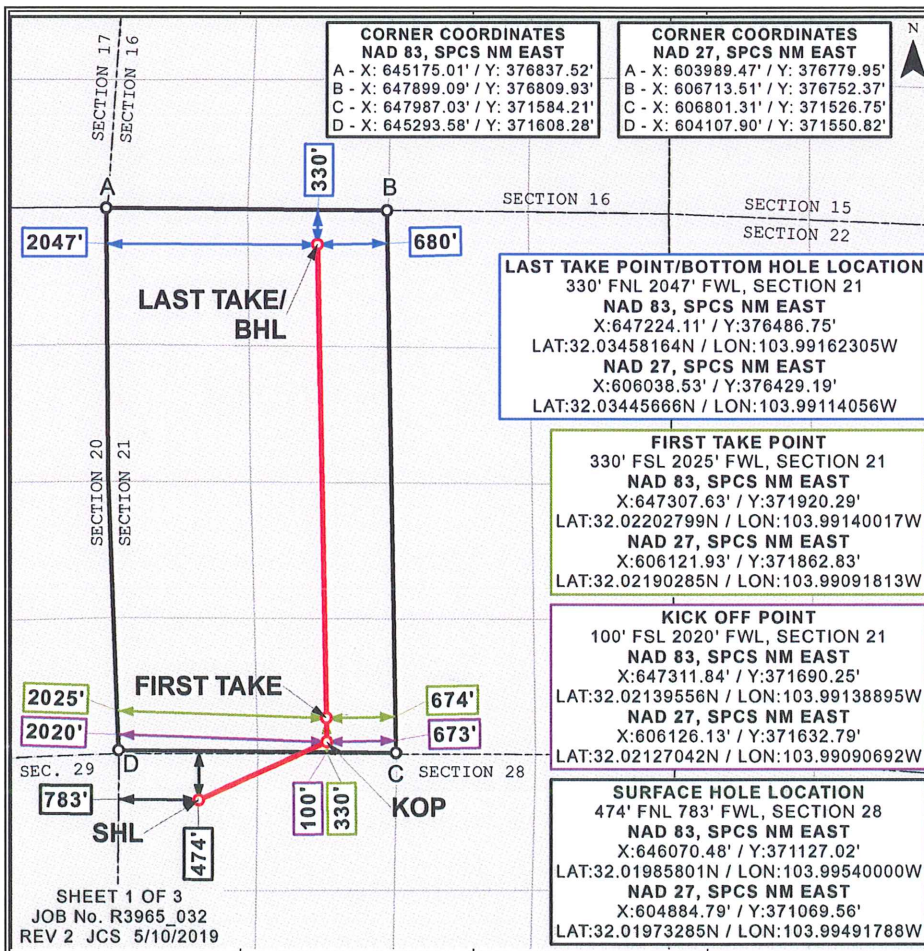 CORNER COORDINATES
NAD 83, SPCS NM EAST
A - X: 645175.01' / Y: 376837.52'
B - X: 647899.09' / Y: 376809.93'
C - X: 647987.03' / Y: 371584.21'
D - X: 645293.58' / Y: 371608.28'
CORNER COORDINATES
NAD 27, SPCS NM EAST
A - X: 603989.47' / Y: 376779.95'
B - X: 606713.51' / Y: 376752.37'
C - X: 606801.31' / Y: 371526.75'
D - X: 604107.90' / Y: 371550.82'
N
SECTION 17
SECTION 16
330'
A
B
SECTION 16
SECTION 15
SECTION 22
2047'
680'
LAST TAKE/
BHL
LAST TAKE POINT/BOTTOM HOLE LOCATION
330' FNL 2047' FWL, SECTION 21
NAD 83, SPCS NM EAST
X:647224.11' / Y:376486.75'
LAT:32.03458164N / LON:103.99162305W
NAD 27, SPCS NM EAST
X:606038.53' / Y:376429.19'
LAT:32.03445666N / LON:103.99114056W
SECTION 20
SECTION 21
FIRST TAKE POINT
330' FSL 2025' FWL, SECTION 21
NAD 83, SPCS NM EAST
X:647307.63' / Y:371920.29'
LAT:32.02202799N / LON:103.99140017W
NAD 27, SPCS NM EAST
X:606121.93' / Y:371862.83'
LAT:32.02190285N / LON:103.99091813W
FIRST TAKE
2025'
674'
2020'
673'
KICK OFF POINT
100' FSL 2020' FWL, SECTION 21
NAD 83, SPCS NM EAST
X:647311.84' / Y:371690.25'
LAT:32.02139556N / LON:103.99138895W
NAD 27, SPCS NM EAST
X:606126.13' / Y:371632.79'
LAT:32.02127042N / LON:103.99090692W
SEC. 29
D
C
SECTION 28
783'
SHL
474'
100'
330'
KOP
SURFACE HOLE LOCATION
474' FNL 783' FWL, SECTION 28
NAD 83, SPCS NM EAST
X:646070.48' / Y:371127.02'
LAT:32.01985801N / LON:103.99540000W
NAD 27, SPCS NM EAST
X:604884.79' / Y:371069.56'
LAT:32.01973285N / LON:103.99491788W
SHEET 1 OF 3
JOB No. R3965_032
REV 2 JCS 5/10/2019